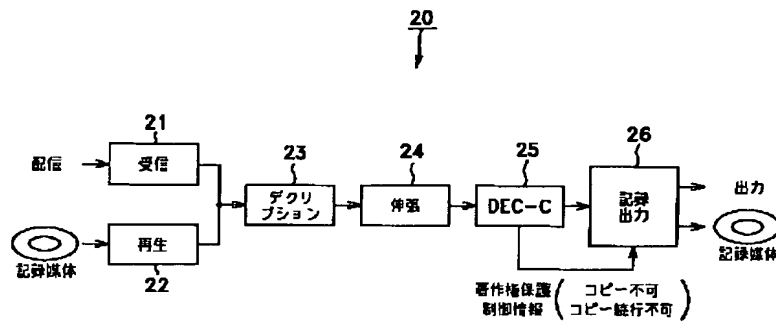 20
21
配信
受信
23
デクリ
プション
24
伸張
25
DEC-C
26
記録
出力
出力
記録媒体
再生
22
記録媒体
著作権保護
制御情報
コピー不可
コピー続行不可